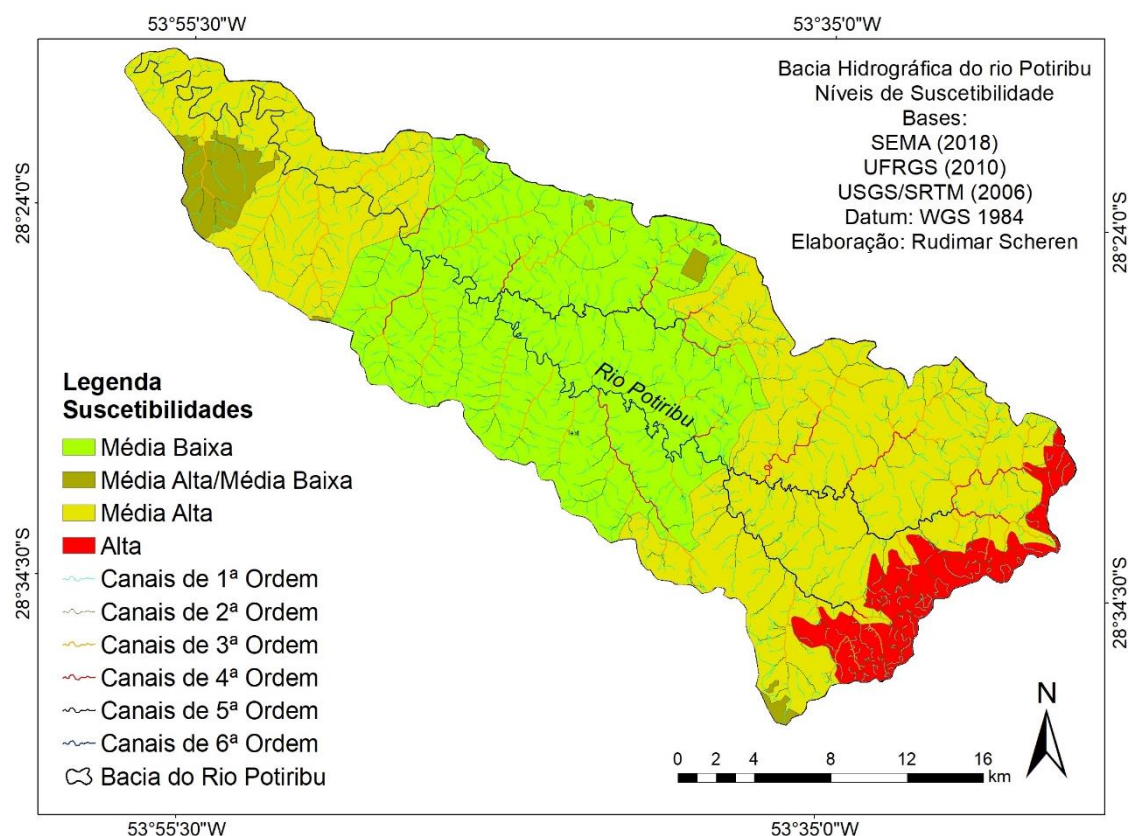 53°55'30"W
53°35'0"W
Bacia Hidrográfica do rio Potiribu
Níveis de Suscetibilidade
Bases:
SEMA (2018)
UFRGS (2010)
USGS/SRTM (2006)
Datum: WGS 1984
Elaboração: Rudimar Scheren
28°24'0"S
28°24'0"S
Rio Potiribu
Legenda
Suscetibilidades
Média Baixa
Média Alta/Média Baixa
Média Alta
Alta
Canais de 1ª Ordem
Canais de 2ª Ordem
Canais de 3ª Ordem
Canais de 4ª Ordem
Canais de 5ª Ordem
Canais de 6ª Ordem
Bacia do Rio Potiribu
28°34'30"S
28°34'30"S
N
0 2 4 8 12 16
km
53°55'30"W
53°35'0"W